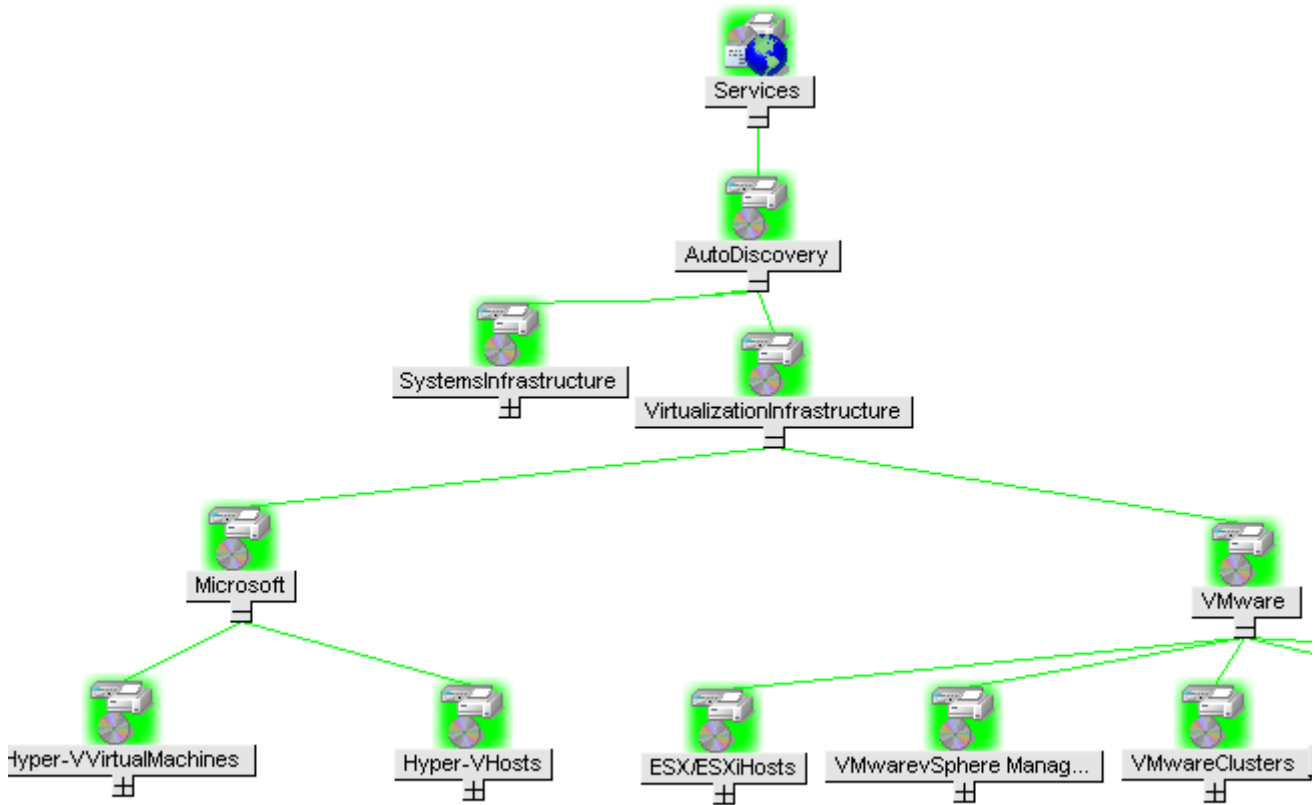 Services
AutoDiscovery
SystemsInfrastructure
VirtualizationInfrastructure
Microsoft
VMware
Hyper-VVirtualMachines
Hyper-VHosts
ESX/ESXiHosts
VMwarevSphere Manag...
VMwareClusters